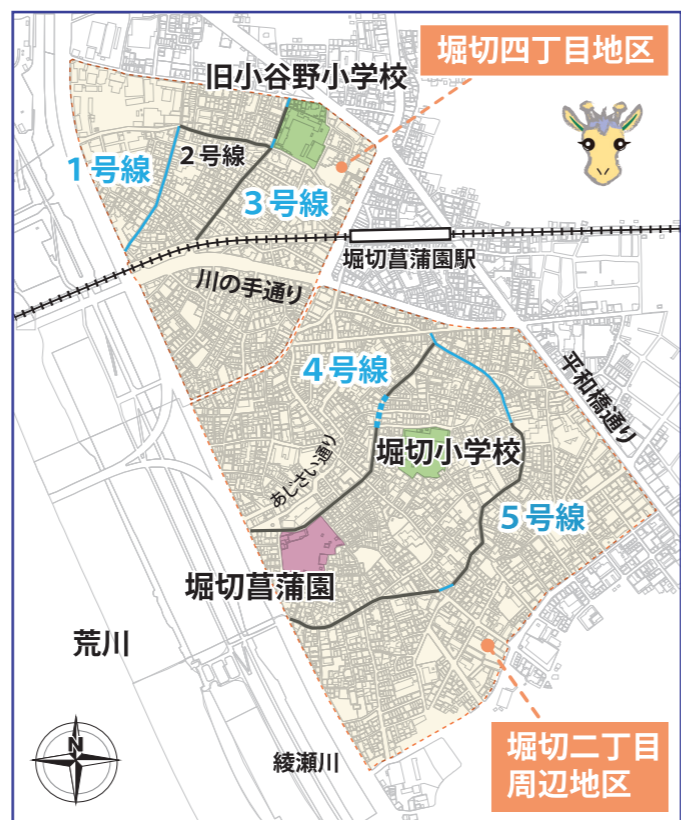 堀切四丁目地区
旧小谷野小学校
2号線
1号線
3号線
堀切菖蒲園駅
川の手通り
平和橋通り
4号線
堀切小学校
あじさい通り
5号線
堀切菖蒲園
荒川
N
綾瀬川
堀切二丁目
周辺地区